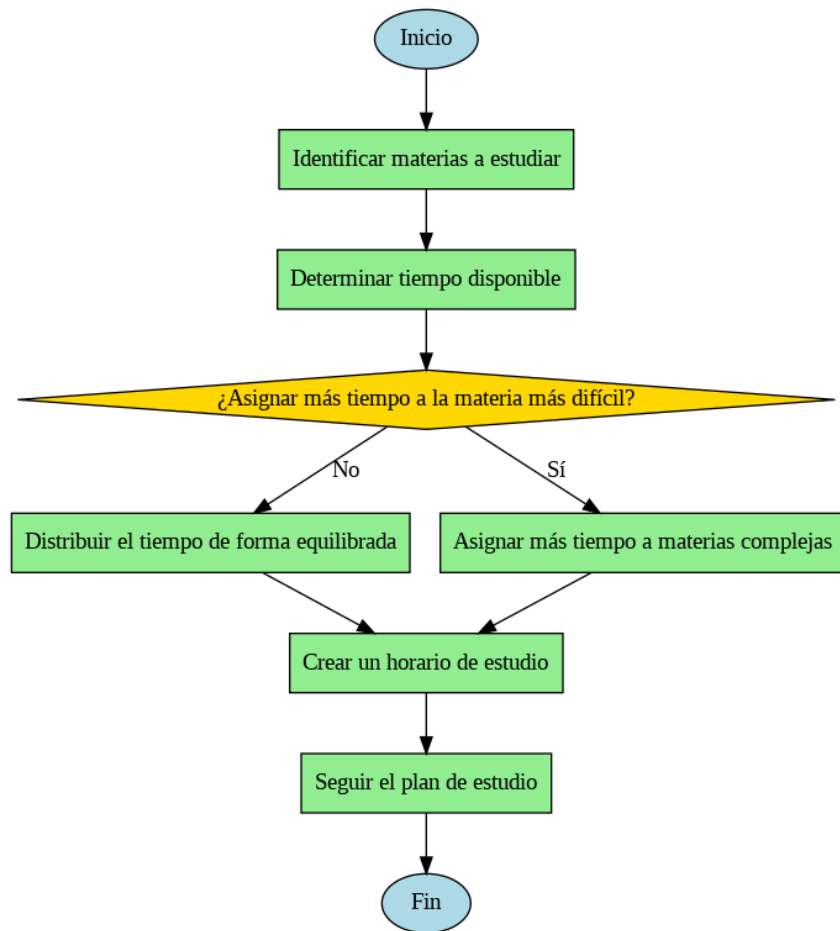 Inicio
Identificar materias a estudiar
Determinar tiempo disponible
¿Asignar más tiempo a la materia más difícil?
No
Sí
Distribuir el tiempo de forma equilibrada
Asignar más tiempo a materias complejas
Crear un horario de estudio
Seguir el plan de estudio
Fin